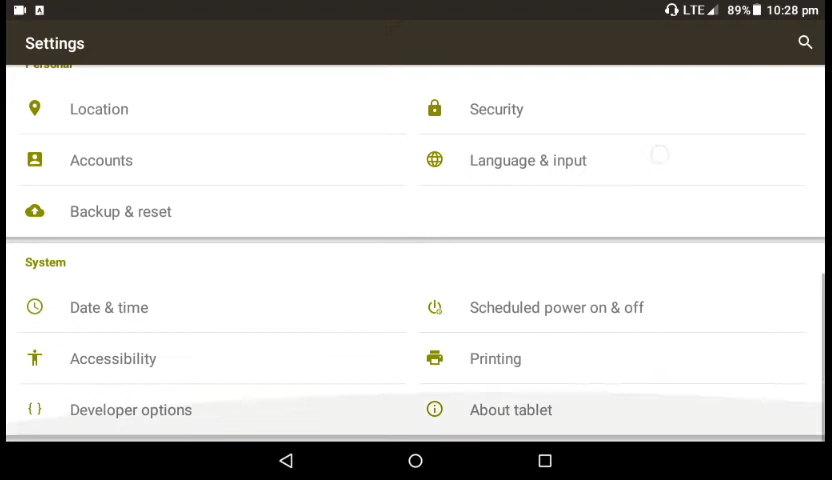 LTE 89% 10:28 pm
Settings
Personal
Location
Security
Accounts
Language & input
Backup & reset
System
Date & time
Scheduled power on & off
Accessibility
Printing
{ } Developer options
About tablet